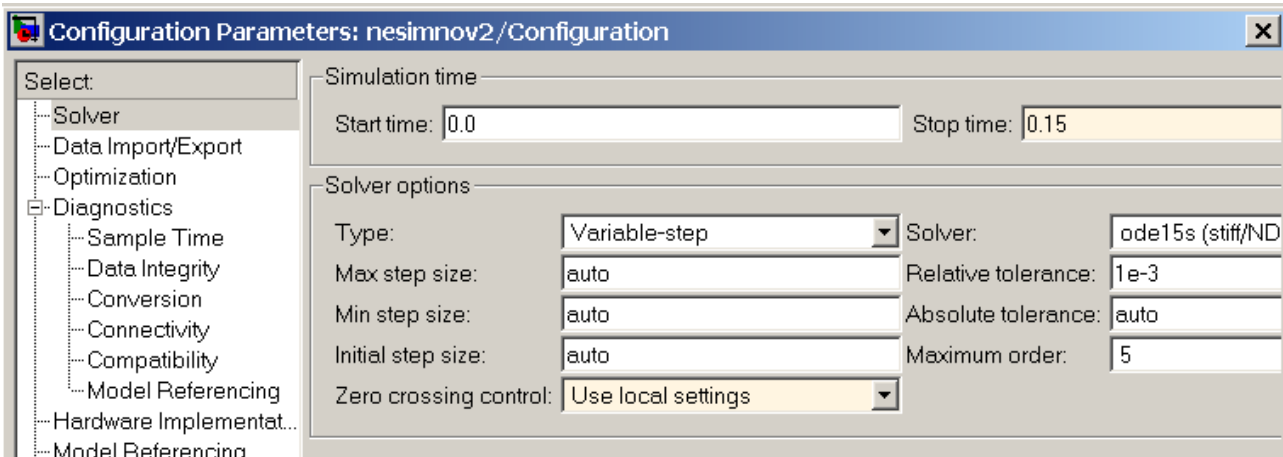 Configuration Parameters: nesimnov2/Configuration
Select:
Solver
Data Import/Export
Optimization
Diagnostics
Sample Time
Data Integrity
Conversion
Connectivity
Compatibility
Model Referencing
Hardware Implementat...
Model Referencing
Simulation time
Start time: 0.0 Stop time: 0.15
Solver options
Type: Variable-step Solver: ode15s (stiff/ND
Max step size: auto Relative tolerance: 1e-3
Min step size: auto Absolute tolerance: auto
Initial step size: auto Maximum order: 5
Zero crossing control: Use local settings